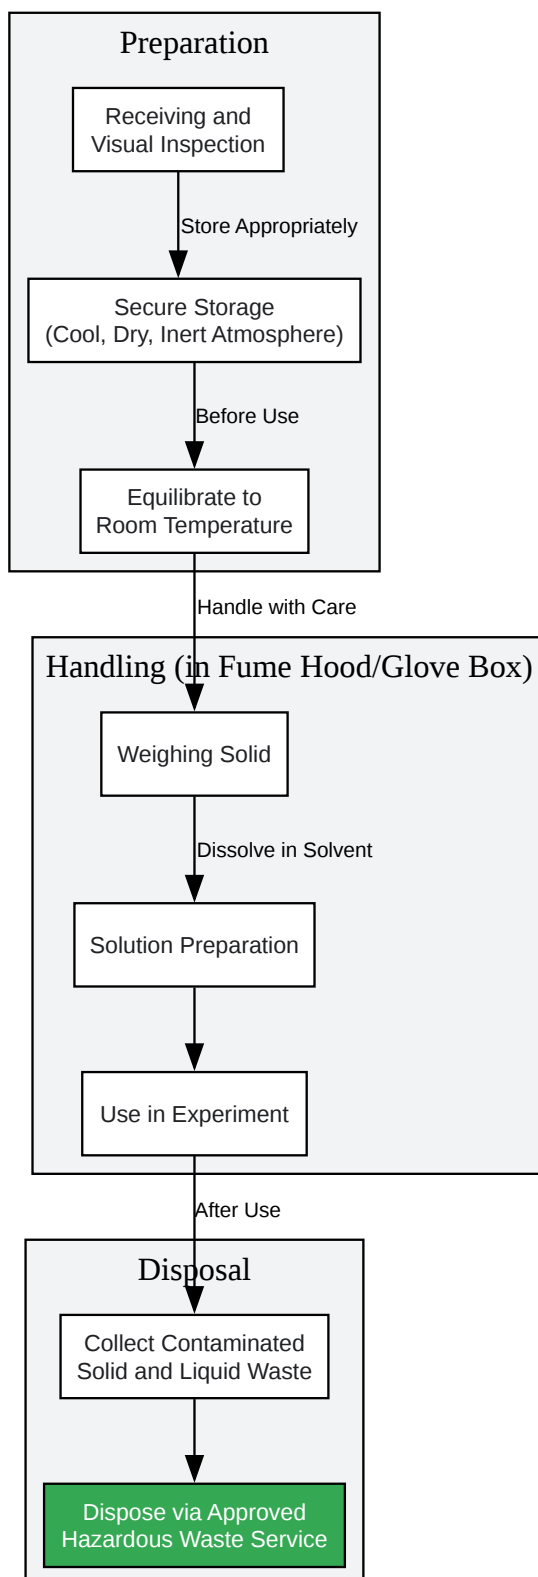 Preparation
Receiving and
Visual Inspection
Store Appropriately
Secure Storage
(Cool, Dry, Inert Atmosphere)
Before Use
Equilibrate to
Room Temperature
Handle with Care
Handling (in Fume Hood/Glove Box)
Weighing Solid
Dissolve in Solvent
Solution Preparation
Use in Experiment
After Use
Disposal
Collect Contaminated
Solid and Liquid Waste
Dispose via Approved
Hazardous Waste Service